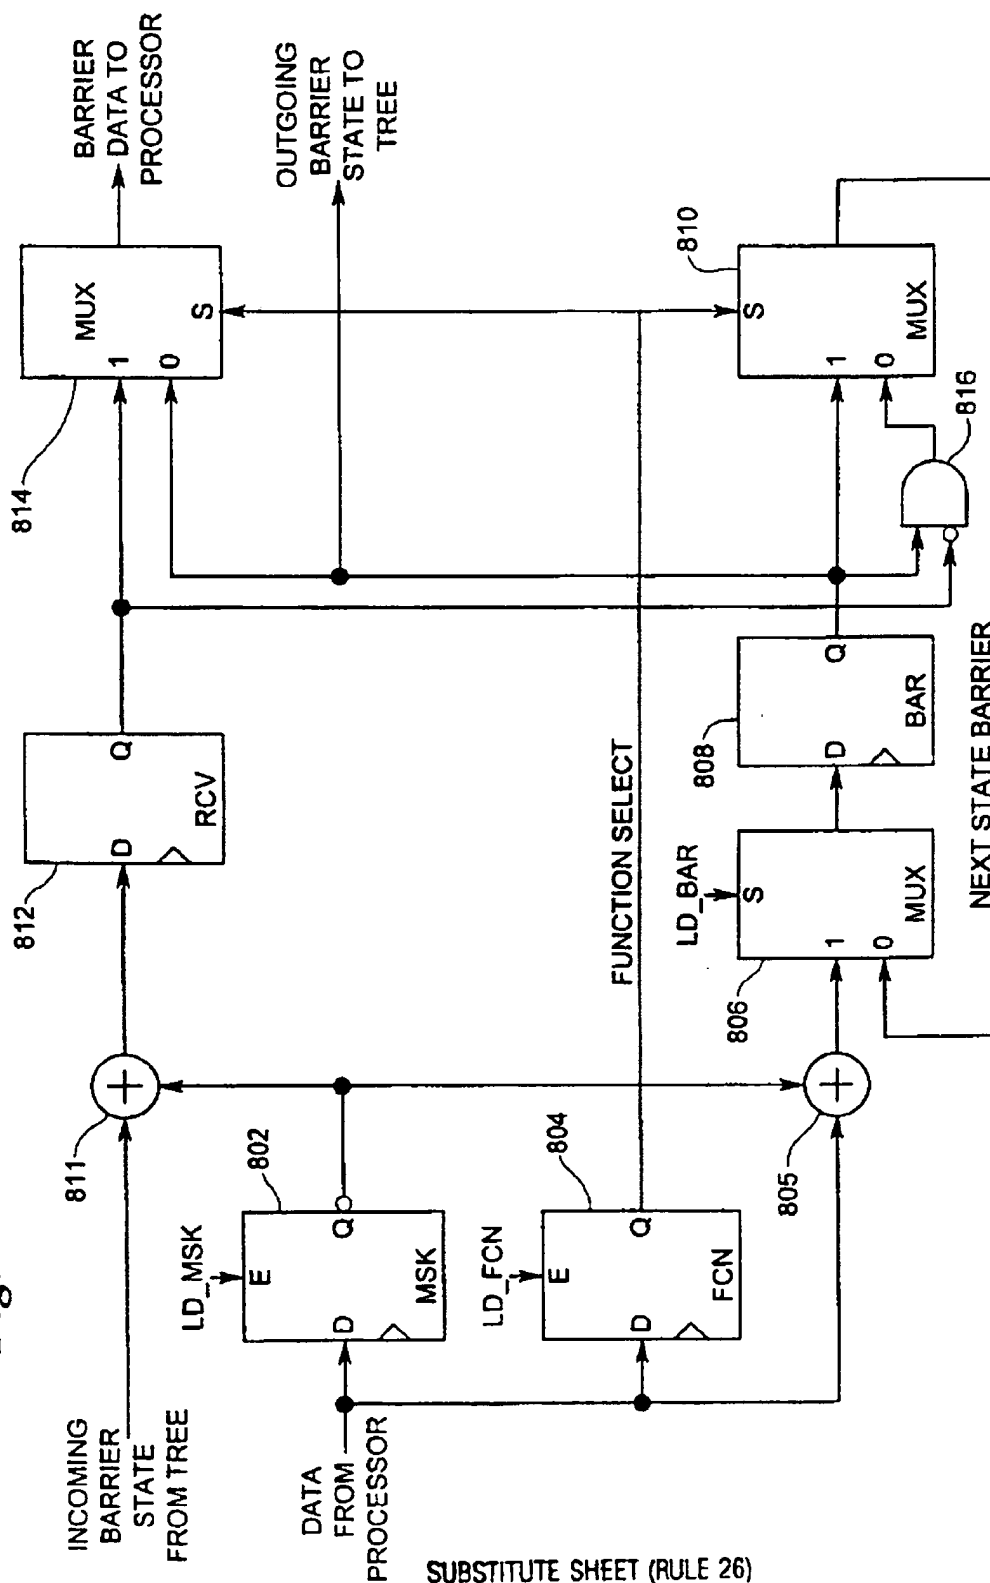 INCOMING
BARRIER
STATE
FROM TREE
811
812
D
Q
RCV
814
MUX
1
0
S
BARRIER
DATA TO
PROCESSOR
OUTGOING
BARRIER
STATE TO
TREE
DATA
FROM
PROCESSOR
LD_MSK
802
E
D
Q
MSK
LD_FCN
804
E
D
Q
FCN
FUNCTION SELECT
805
806
LD_BAR
S
1
0
MUX
808
D
Q
BAR
810
S
1
0
MUX
816
NEXT STATE BARRIER
SUBSTITUTE SHEET (RULE 26)